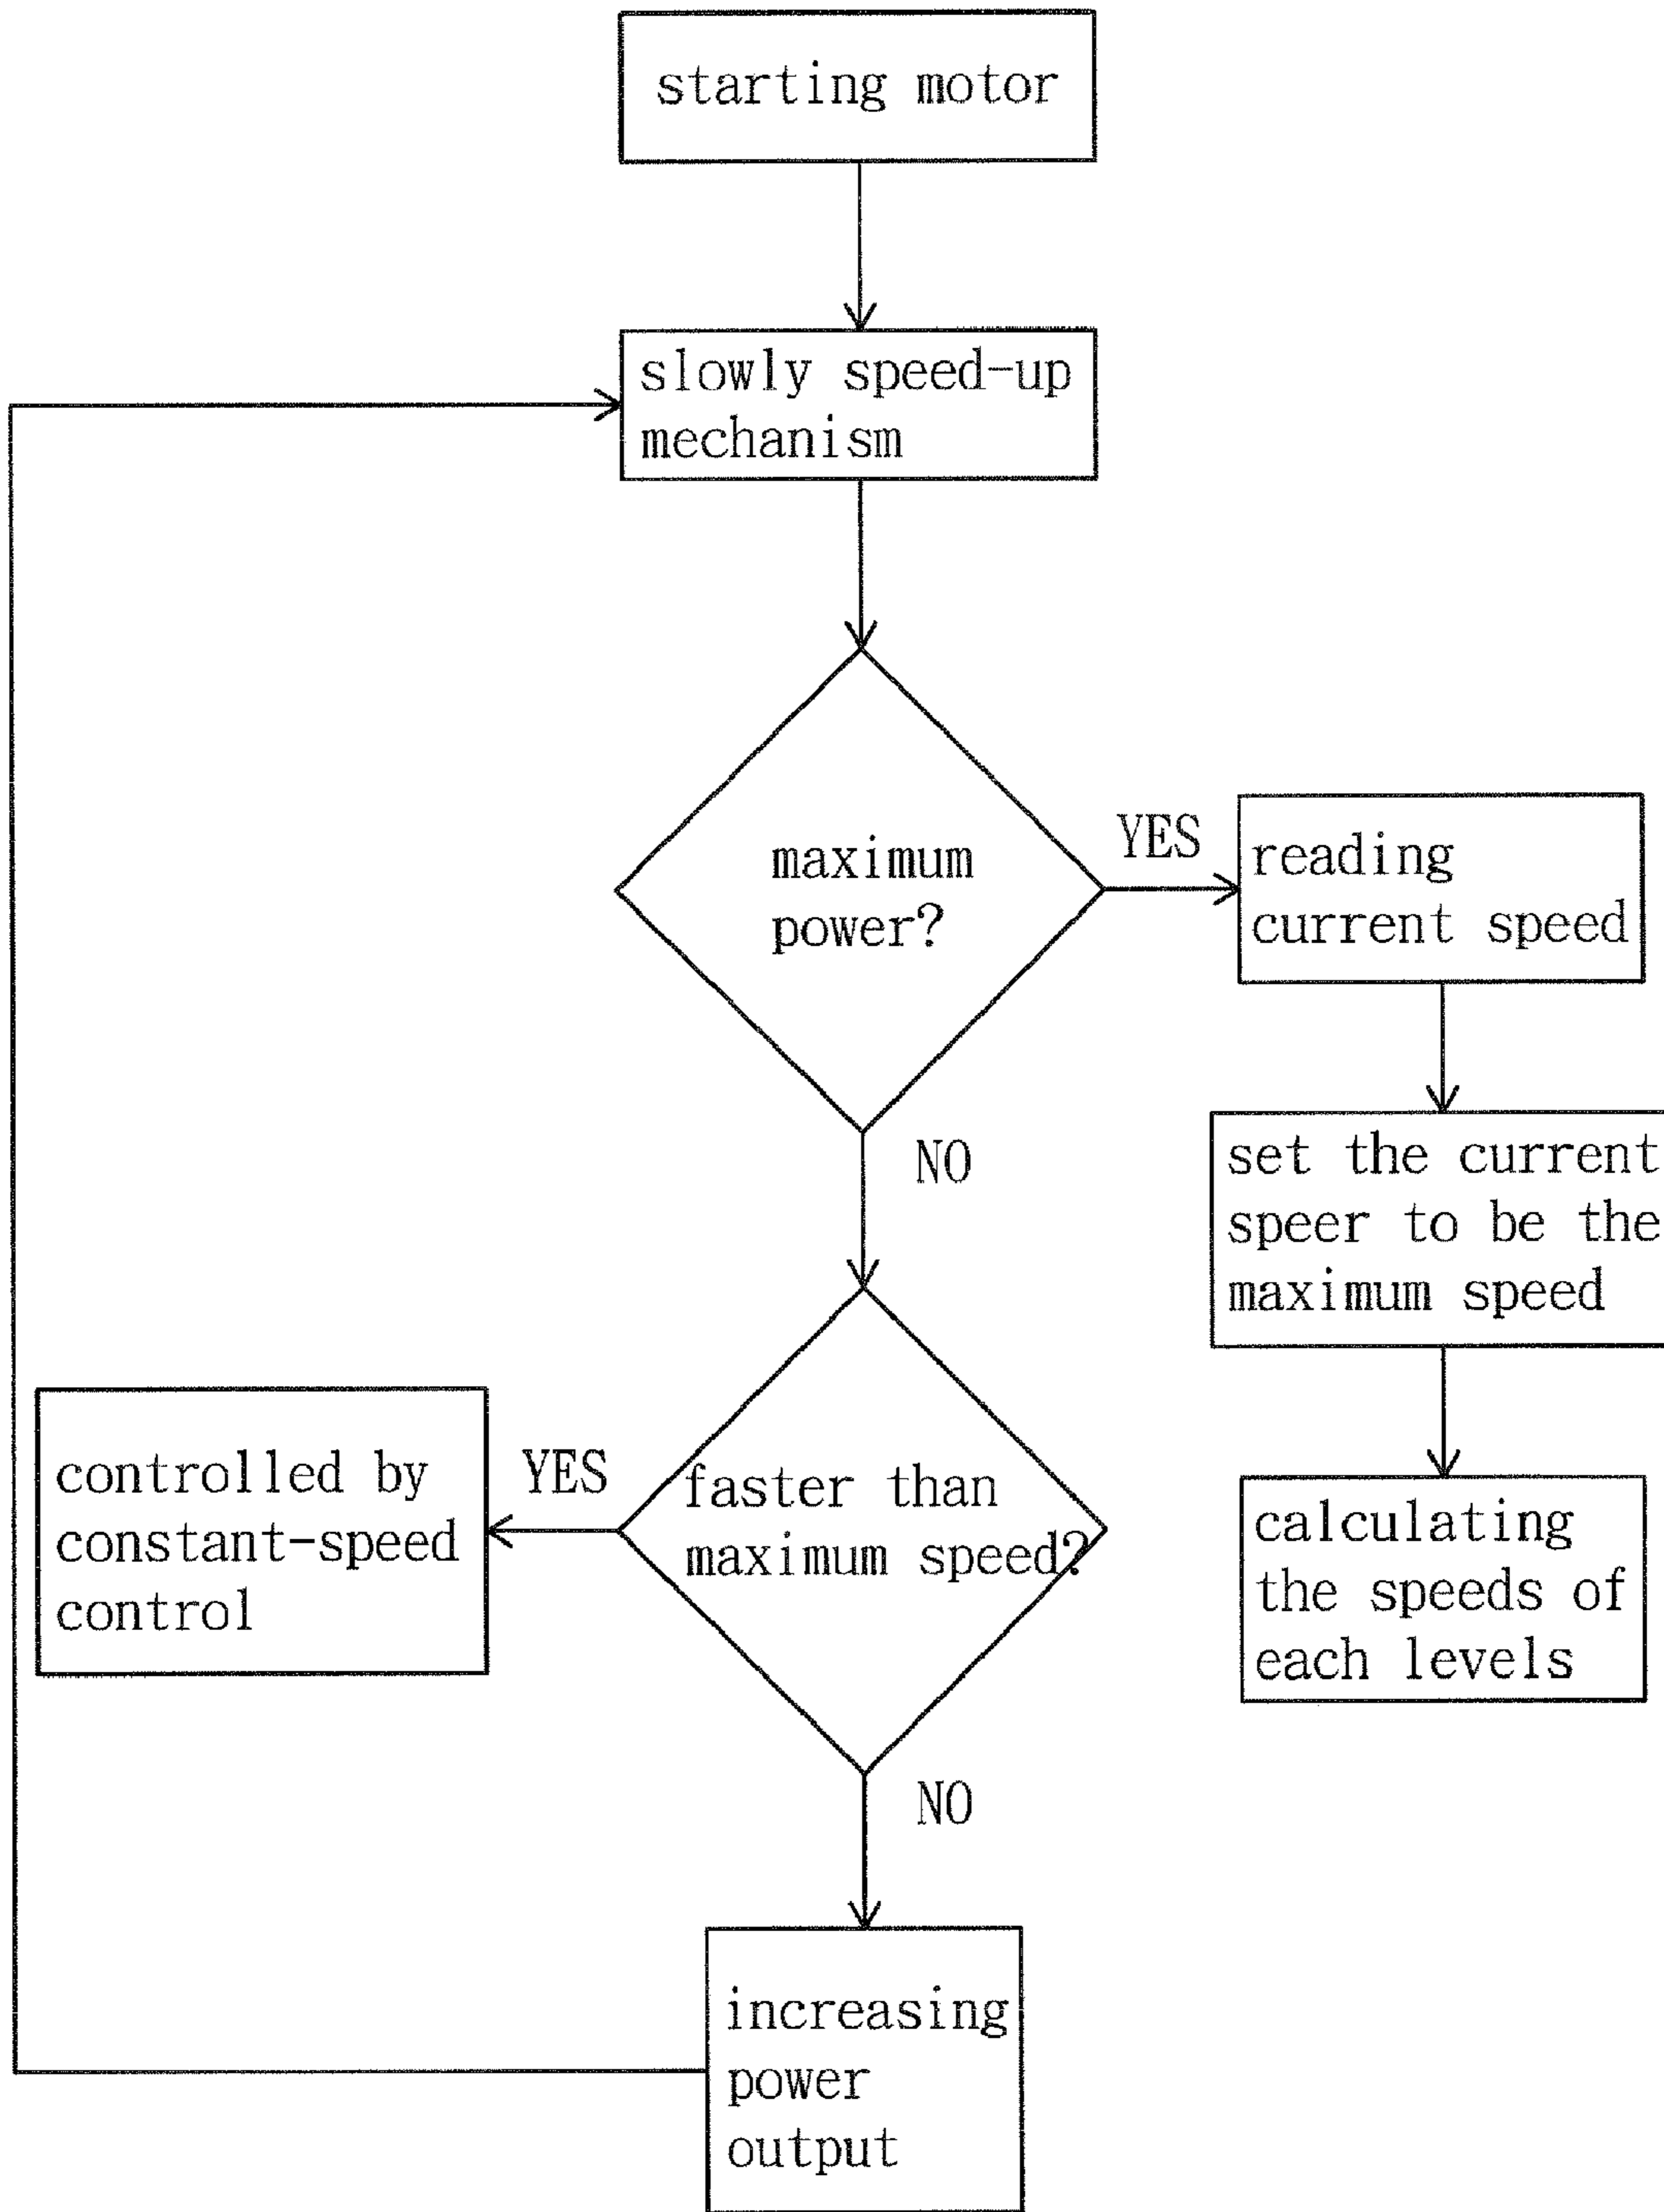 starting motor
slowly speed-up
mechanism
maximum
power?
YES
reading
current speed
NO
set the current
speer to be the
maximum speed
controlled by
constant-speed
control
YES
faster than
maximum speed?
calculating
the speeds of
each levels
NO
increasing
power
output